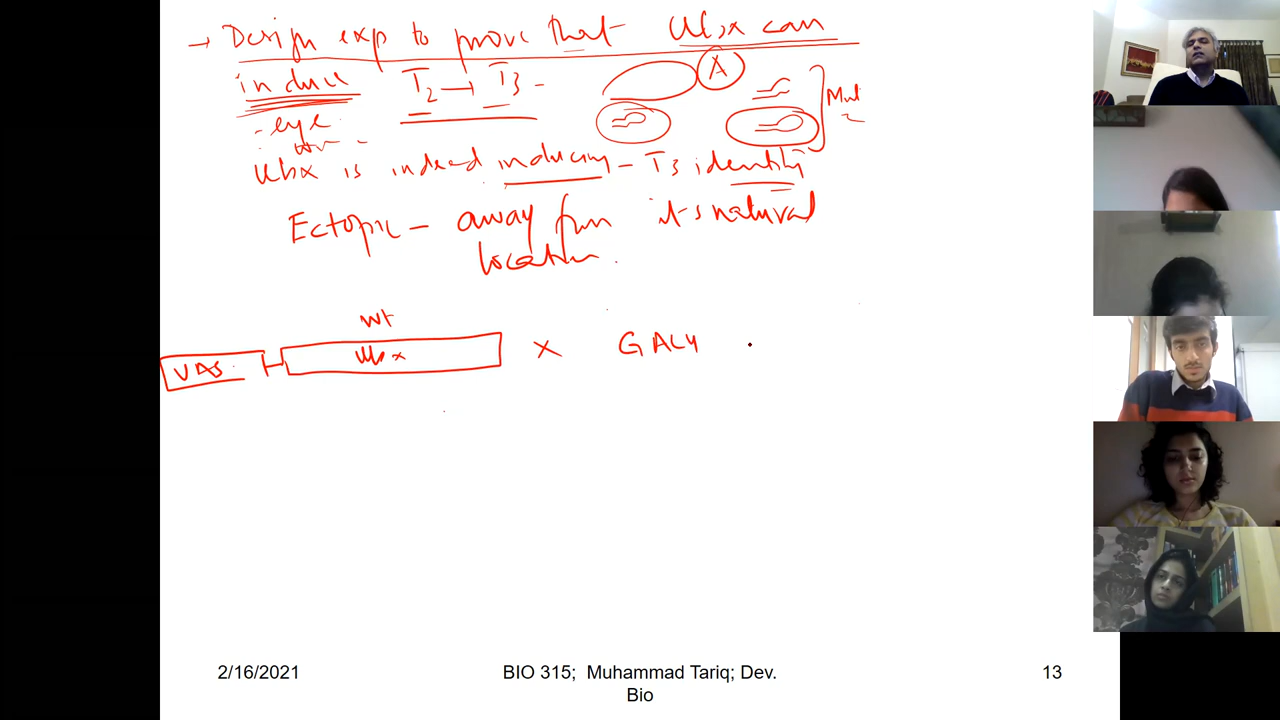 → Design exp to prove that Ubx can
induce T2 → T3 - A
- eye
Mut
Ubx is indeed inducing - T3 identity
Ectopic - away from its natural
location.
wt
UAS Ubx X GAL4
2/16/2021 BIO 315; Muhammad Tariq; Dev. 13
Bio